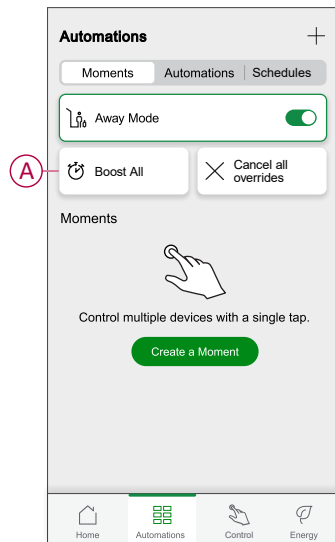 Automations
Moments
Automations
Schedules
Away Mode
A
Boost All
Cancel all
overrides
Moments
Control multiple devices with a single tap.
Create a Moment
Home
Automations
Control
Energy